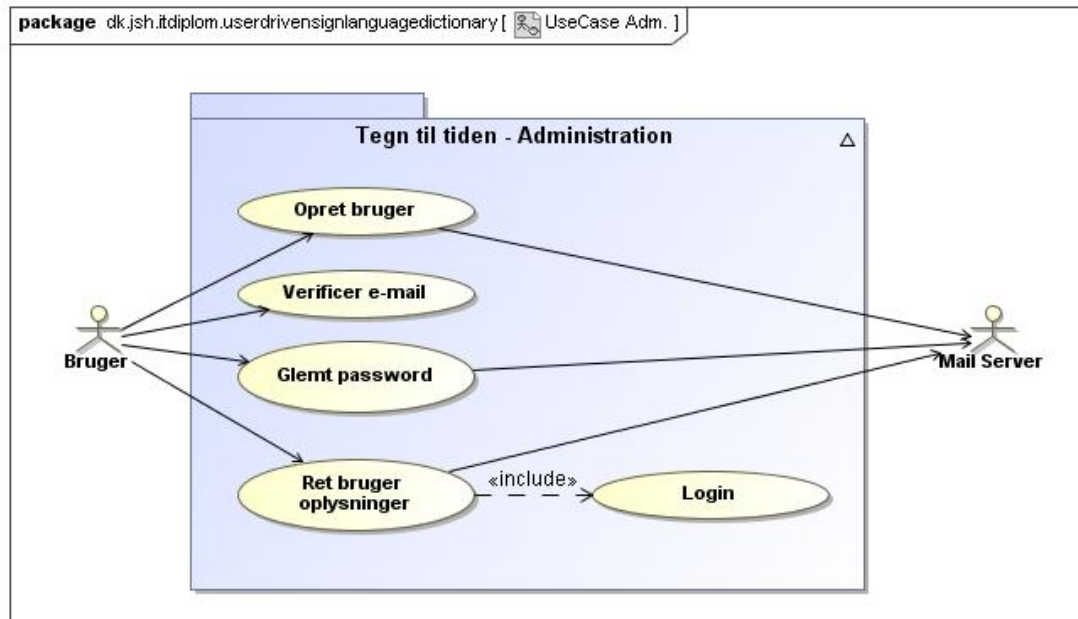 package dk.jsh.itdiplom.userdrivensignlanguagedictionary [ UseCase Adm. ]
Tegn til tiden - Administration
Opret bruger
Verificer e-mail
Bruger
Glemt password
Mail Server
Ret bruger
oplysninger
«include»
Login